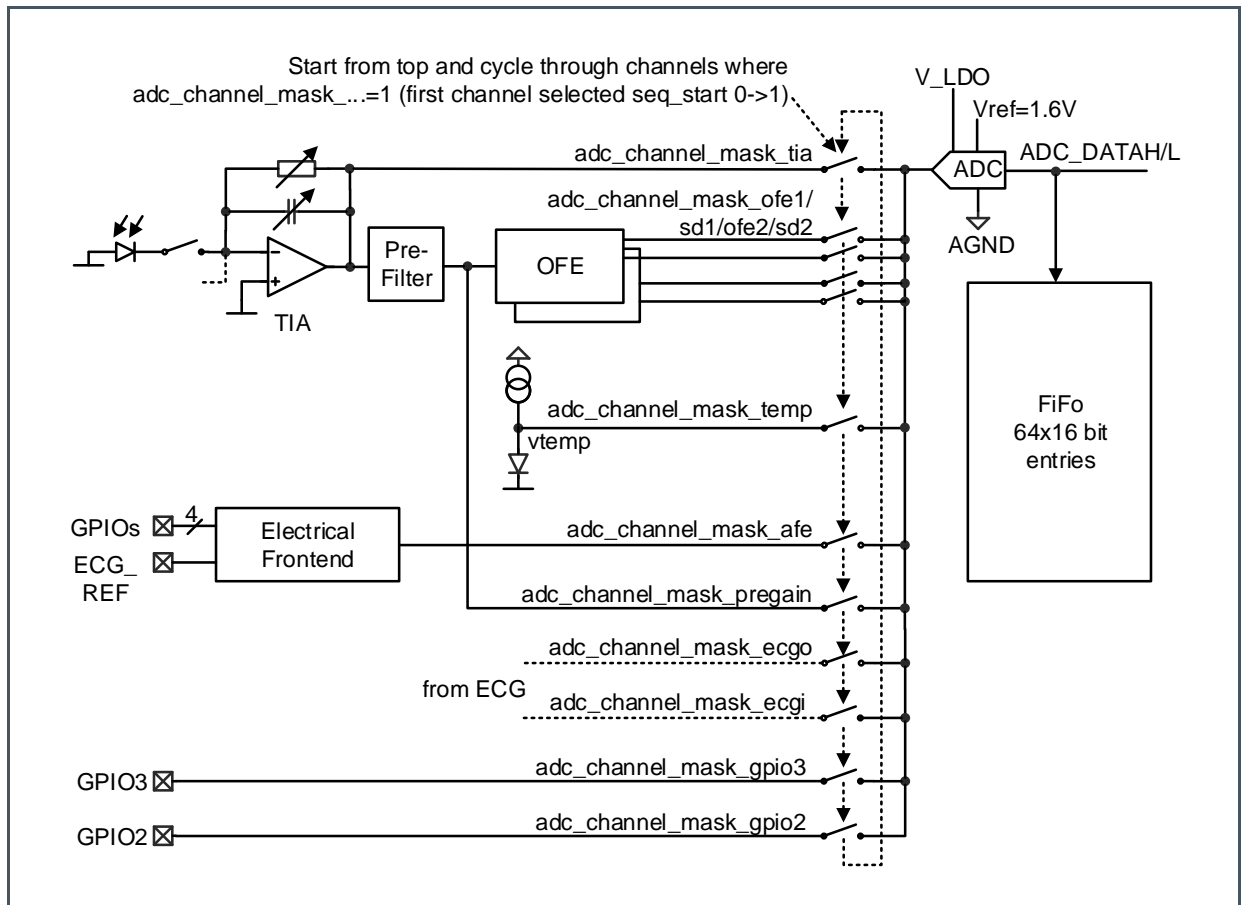 Start from top and cycle through channels where
adc_channel_mask_...=1 (first channel selected seq_start 0->1)
V_LDO
Vref=1.6V
adc_channel_mask_tia
ADC
ADC_DATAH/L
adc_channel_mask_ofe1/
sd1/ofe2/sd2
AGND
Pre-
Filter
OFE
TIA
adc_channel_mask_temp
vtemp
FiFo
64x16 bit
entries
GPIOs
4
ECG_
REF
Electrical
Frontend
adc_channel_mask_afe
adc_channel_mask_pregain
adc_channel_mask_ecgo
from ECG
adc_channel_mask_ecgi
GPIO3
adc_channel_mask_gpio3
GPIO2
adc_channel_mask_gpio2